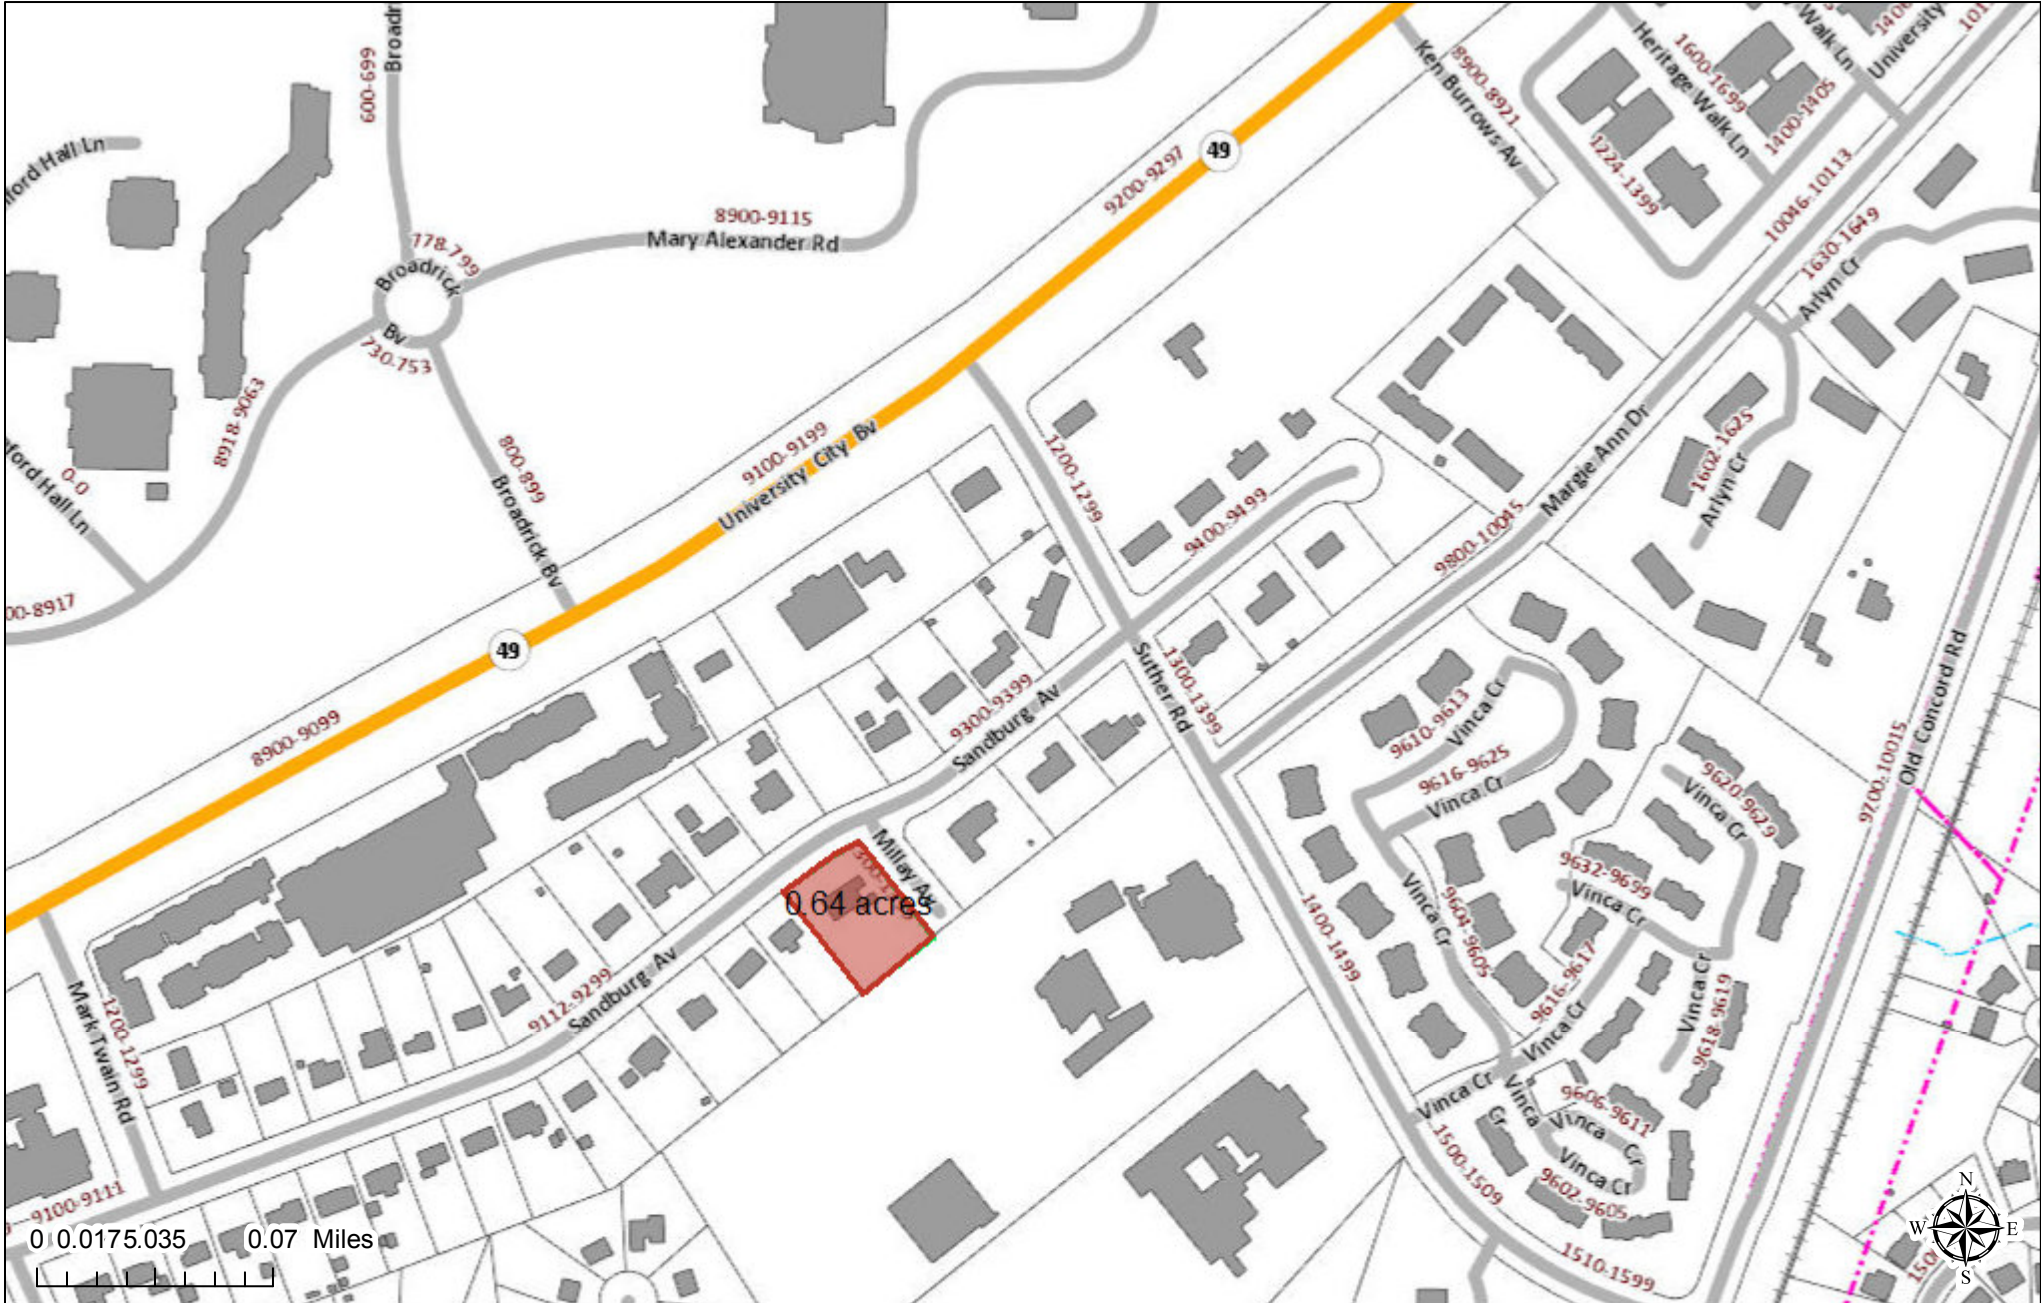 Broadr
600-699
ford Hall Ln
778-799
Broadrick
Bv
730-753
8900-9115
Mary Alexander Rd
9200-9297
49
Ken Burrows Av
8900-8921
Heritage Walk Ln
1600-1699
Walk Ln
University
1400-1405
1224-1399
10046-10113
1630-1649
Arlyn Cr
8918-9063
0-0
ford Hall Ln
00-8917
800-899
Broadrick Bv
9100-9199
University City Bv
1200-1299
9400-9499
Margie Ann Dr
9800-10045
1602-1625
Arlyn Cr
49
8900-9099
9300-9399
Sandburg Av
Suther Rd
1300-1399
9610-9613
Vinca Cr
9616-9625
Vinca Cr
9620-9629
Vinca Cr
Old Concord Rd
9700-10015
Millay Av
0.64 acres
9632-9699
Vinca Cr
Vinca Cr
9604-9605
9616-9617
Vinca Cr
Vinca Cr
9618-9619
1400-1499
Mark Twain Rd
1200-1299
9112-9299
Sandburg Av
Vinca Cr
Vinca Cr
9606-9611
Vinca Cr
Vinca Cr
9602-9605
1500-1509
1510-1599
9100-9111
0 0.0175.035 0.07 Miles
N
W E
S